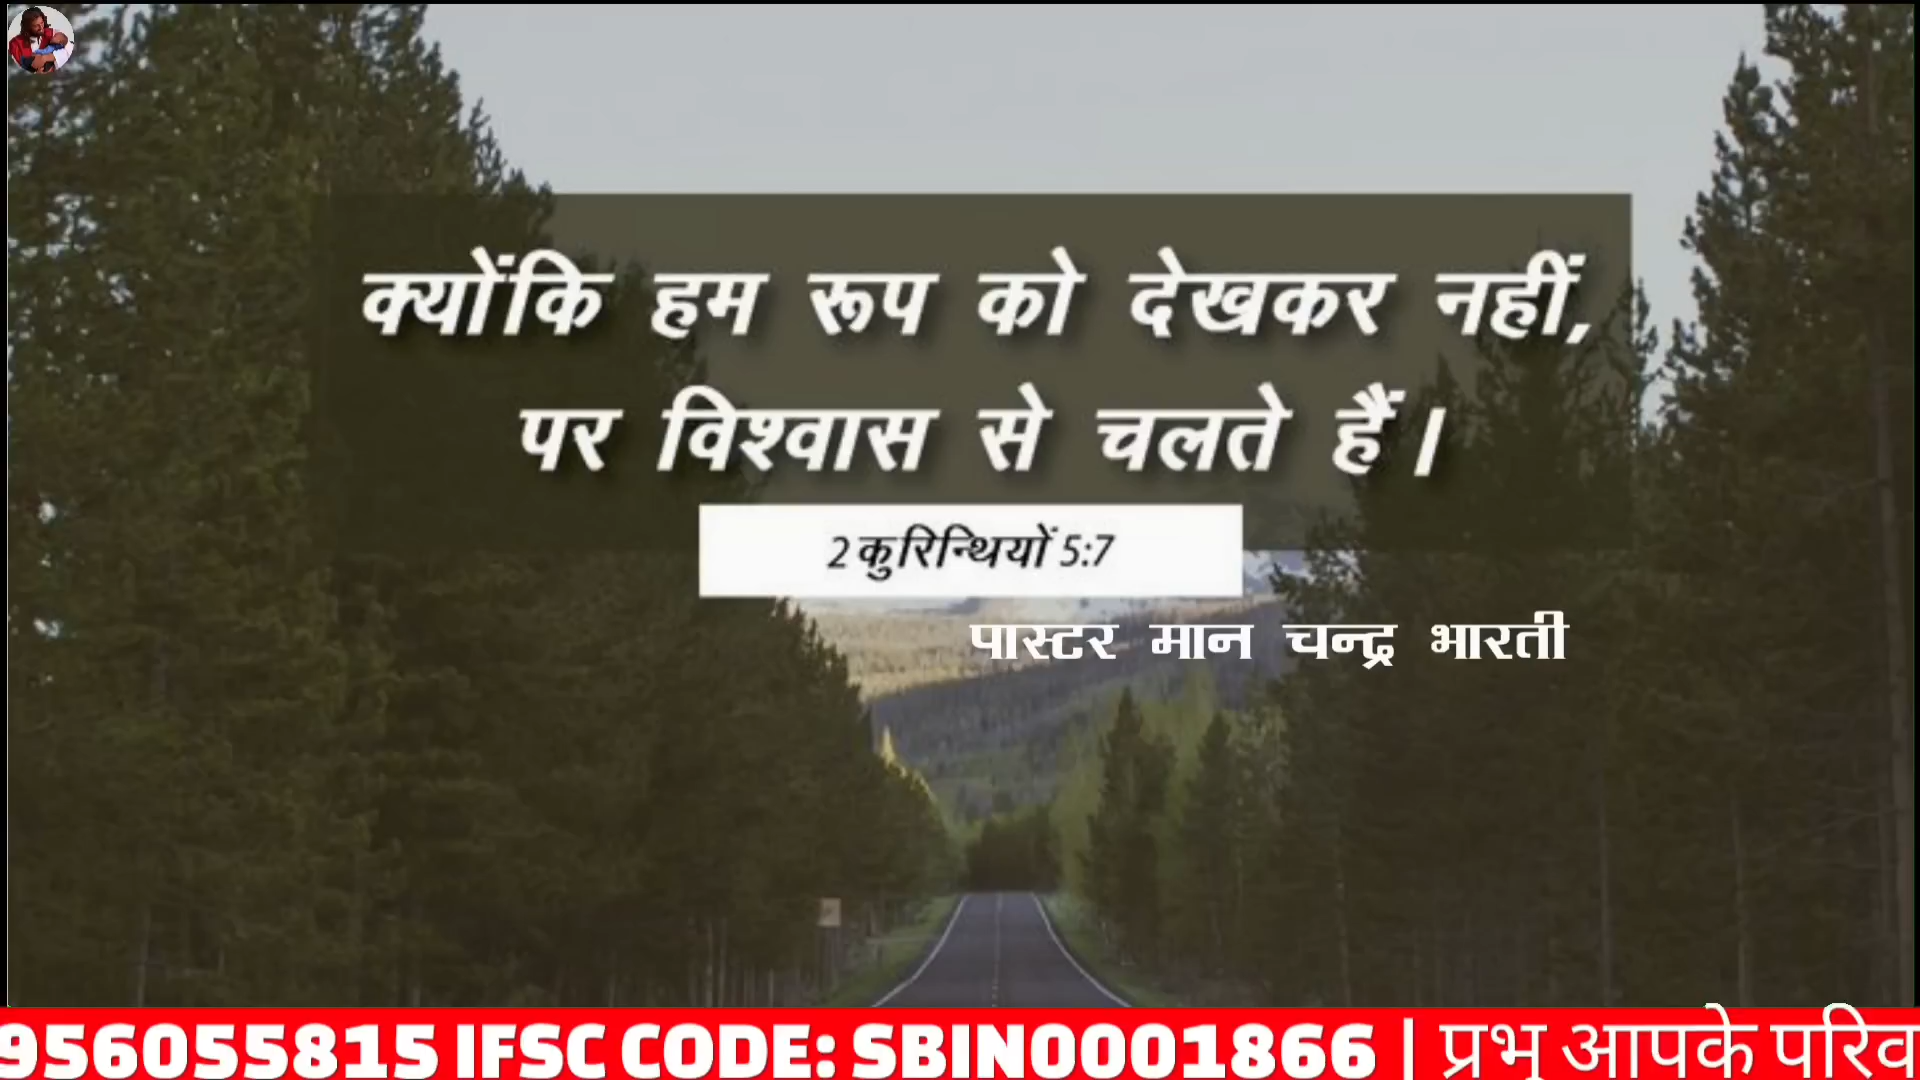 क्योंकि हम रूप को देखकर नहीं,
पर विश्वास से चलते हैं।
2 कुरिन्थियों 5:7
पास्टर मान चन्द्र भारती
956055815 IFSC CODE: SBIN0001866 | प्रभु आपके परिव